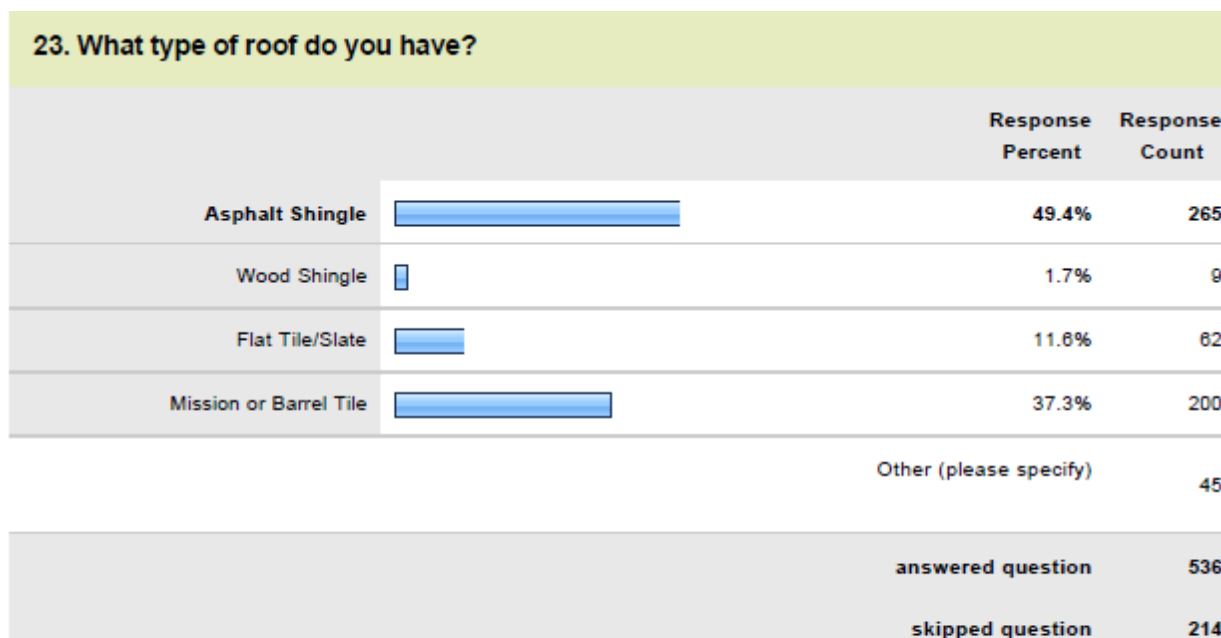 23. What type of roof do you have?
Response Response
Percent Count
Asphalt Shingle 49.4% 265
Wood Shingle 1.7% 9
Flat Tile/Slate 11.6% 62
Mission or Barrel Tile 37.3% 200
Other (please specify) 45
answered question 536
skipped question 214